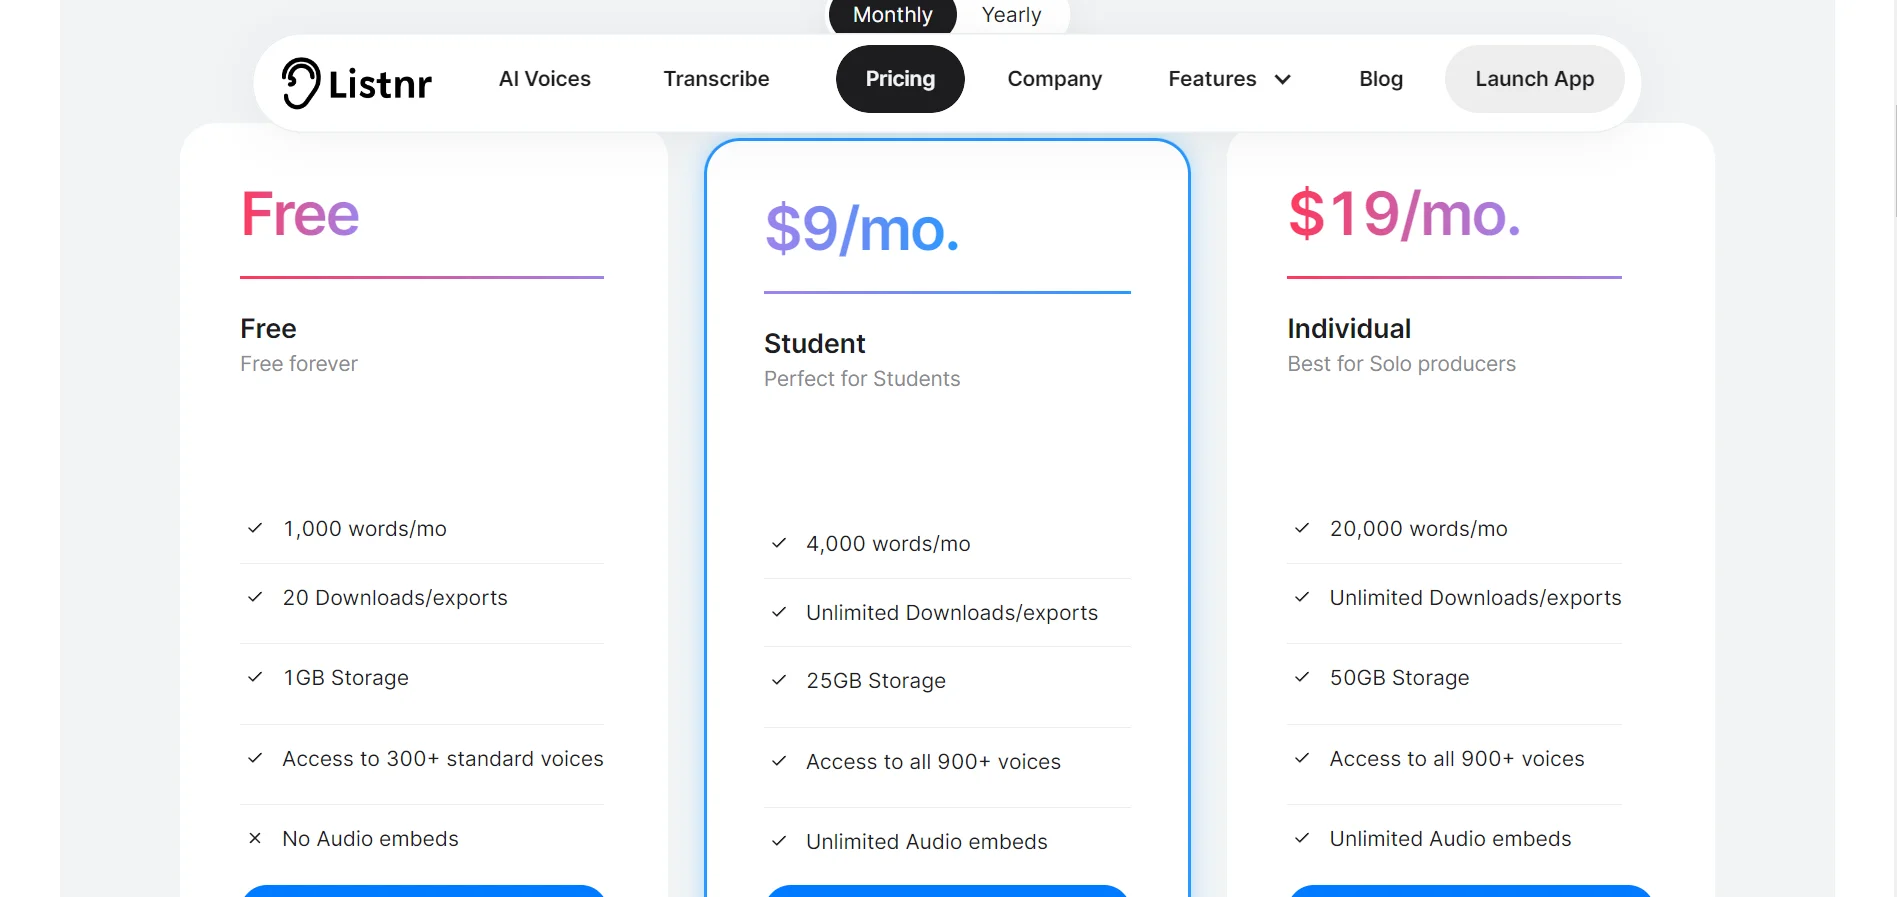 Monthly Yearly
Listnr AI Voices Transcribe Pricing Company Features Blog Launch App
Free
Free
Free forever
1,000 words/mo
20 Downloads/exports
1GB Storage
Access to 300+ standard voices
No Audio embeds
$9/mo.
Student
Perfect for Students
4,000 words/mo
Unlimited Downloads/exports
25GB Storage
Access to all 900+ voices
Unlimited Audio embeds
$19/mo.
Individual
Best for Solo producers
20,000 words/mo
Unlimited Downloads/exports
50GB Storage
Access to all 900+ voices
Unlimited Audio embeds